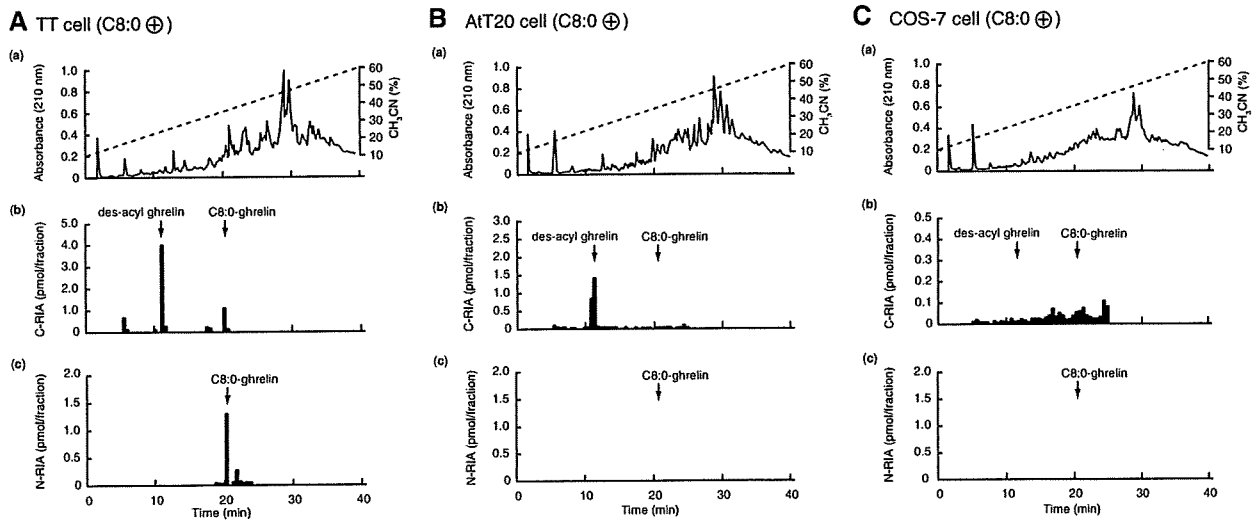 A TT cell (C8:0 ⊕)
(a)
Absorbance (210 nm)
1.0
0.8
0.6
0.4
0.2
0
60
50
40
30
20
10
CH3CN (%)
(b)
C-RIA (pmol/fraction)
5.0
4.0
3.0
2.0
1.0
0
des-acyl ghrelin
C8:0-ghrelin
(c)
N-RIA (pmol/fraction)
2.0
1.5
1.0
0.5
0
C8:0-ghrelin
0 10 20 30 40
Time (min)
B AtT20 cell (C8:0 ⊕)
(a)
Absorbance (210 nm)
1.0
0.8
0.6
0.4
0.2
0
60
50
40
30
20
10
CH3CN (%)
(b)
C-RIA (pmol/fraction)
3.0
2.5
2.0
1.5
1.0
0.5
0
des-acyl ghrelin
C8:0-ghrelin
(c)
N-RIA (pmol/fraction)
2.0
1.5
1.0
0.5
0
C8:0-ghrelin
0 10 20 30 40
Time (min)
C COS-7 cell (C8:0 ⊕)
(a)
Absorbance (210 nm)
1.0
0.8
0.6
0.4
0.2
0
60
50
40
30
20
10
CH3CN (%)
(b)
C-RIA (pmol/fraction)
0.5
0.4
0.3
0.2
0.1
0
des-acyl ghrelin
C8:0-ghrelin
(c)
N-RIA (pmol/fraction)
2.0
1.5
1.0
0.5
0
C8:0-ghrelin
0 10 20 30 40
Time (min)